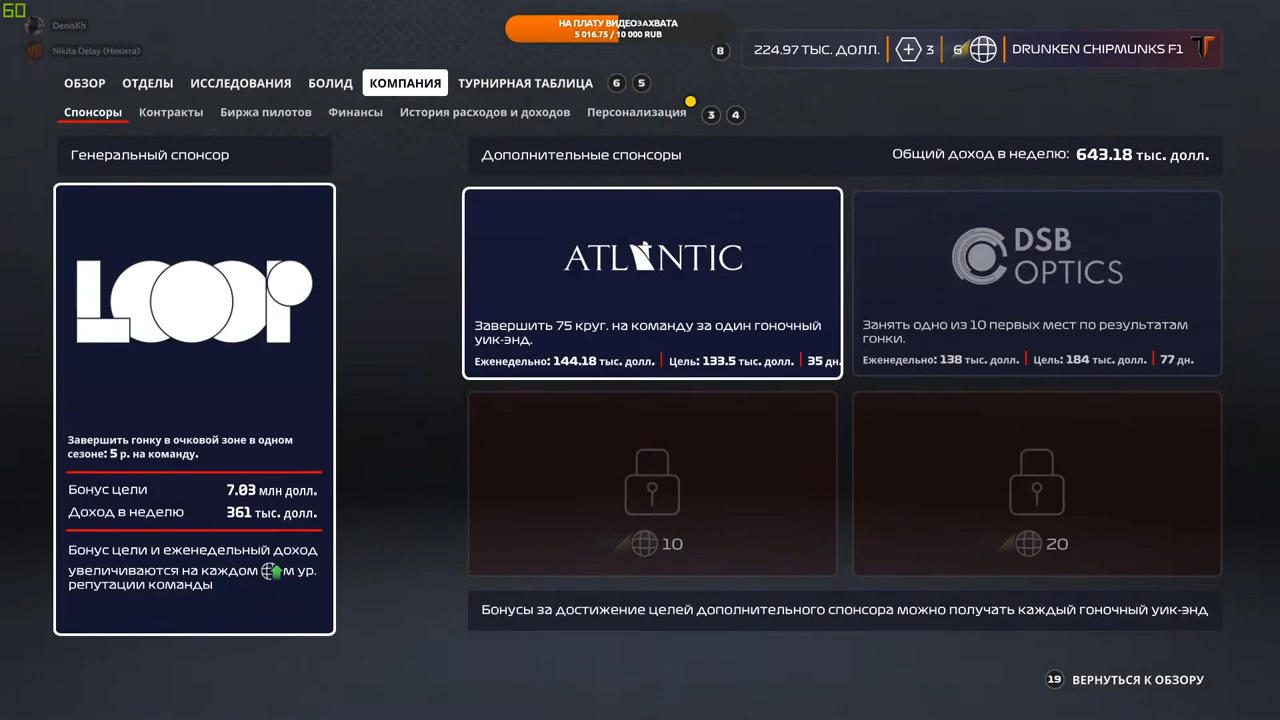 60
DenisKh
Nikita Delay (Никита)
НА ПЛАТУ ВИДЕОЗАХВАТА
5 016.75 / 10 000 RUB
8
224.97 ТЫС. ДОЛЛ.
3
6
DRUNKEN CHIPMUNKS F1
ОБЗОР
ОТДЕЛЫ
ИССЛЕДОВАНИЯ
БОЛИД
КОМПАНИЯ
ТУРНИРНАЯ ТАБЛИЦА
6
5
Спонсоры
Контракты
Биржа пилотов
Финансы
История расходов и доходов
Персонализация
3
4
Генеральный спонсор
Дополнительные спонсоры
Общий доход в неделю: 643.18 тыс. долл.
LOOP
Завершить гонку в очковой зоне в одном
сезоне: 5 р. на команду.
Бонус цели
7.03 млн долл.
Доход в неделю
361 тыс. долл.
Бонус цели и еженедельный доход
увеличиваются на каждом м ур.
репутации команды
ATLANTIC
Завершить 75 круг. на команду за один гоночный
уик-энд.
Еженедельно: 144.18 тыс. долл.
Цель: 133.5 тыс. долл.
35 дн.
DSB
OPTICS
Занять одно из 10 первых мест по результатам
гонки.
Еженедельно: 138 тыс. долл.
Цель: 184 тыс. долл.
77 дн.
10
20
Бонусы за достижение целей дополнительного спонсора можно получать каждый гоночный уик-энд
19
ВЕРНУТЬСЯ К ОБЗОРУ